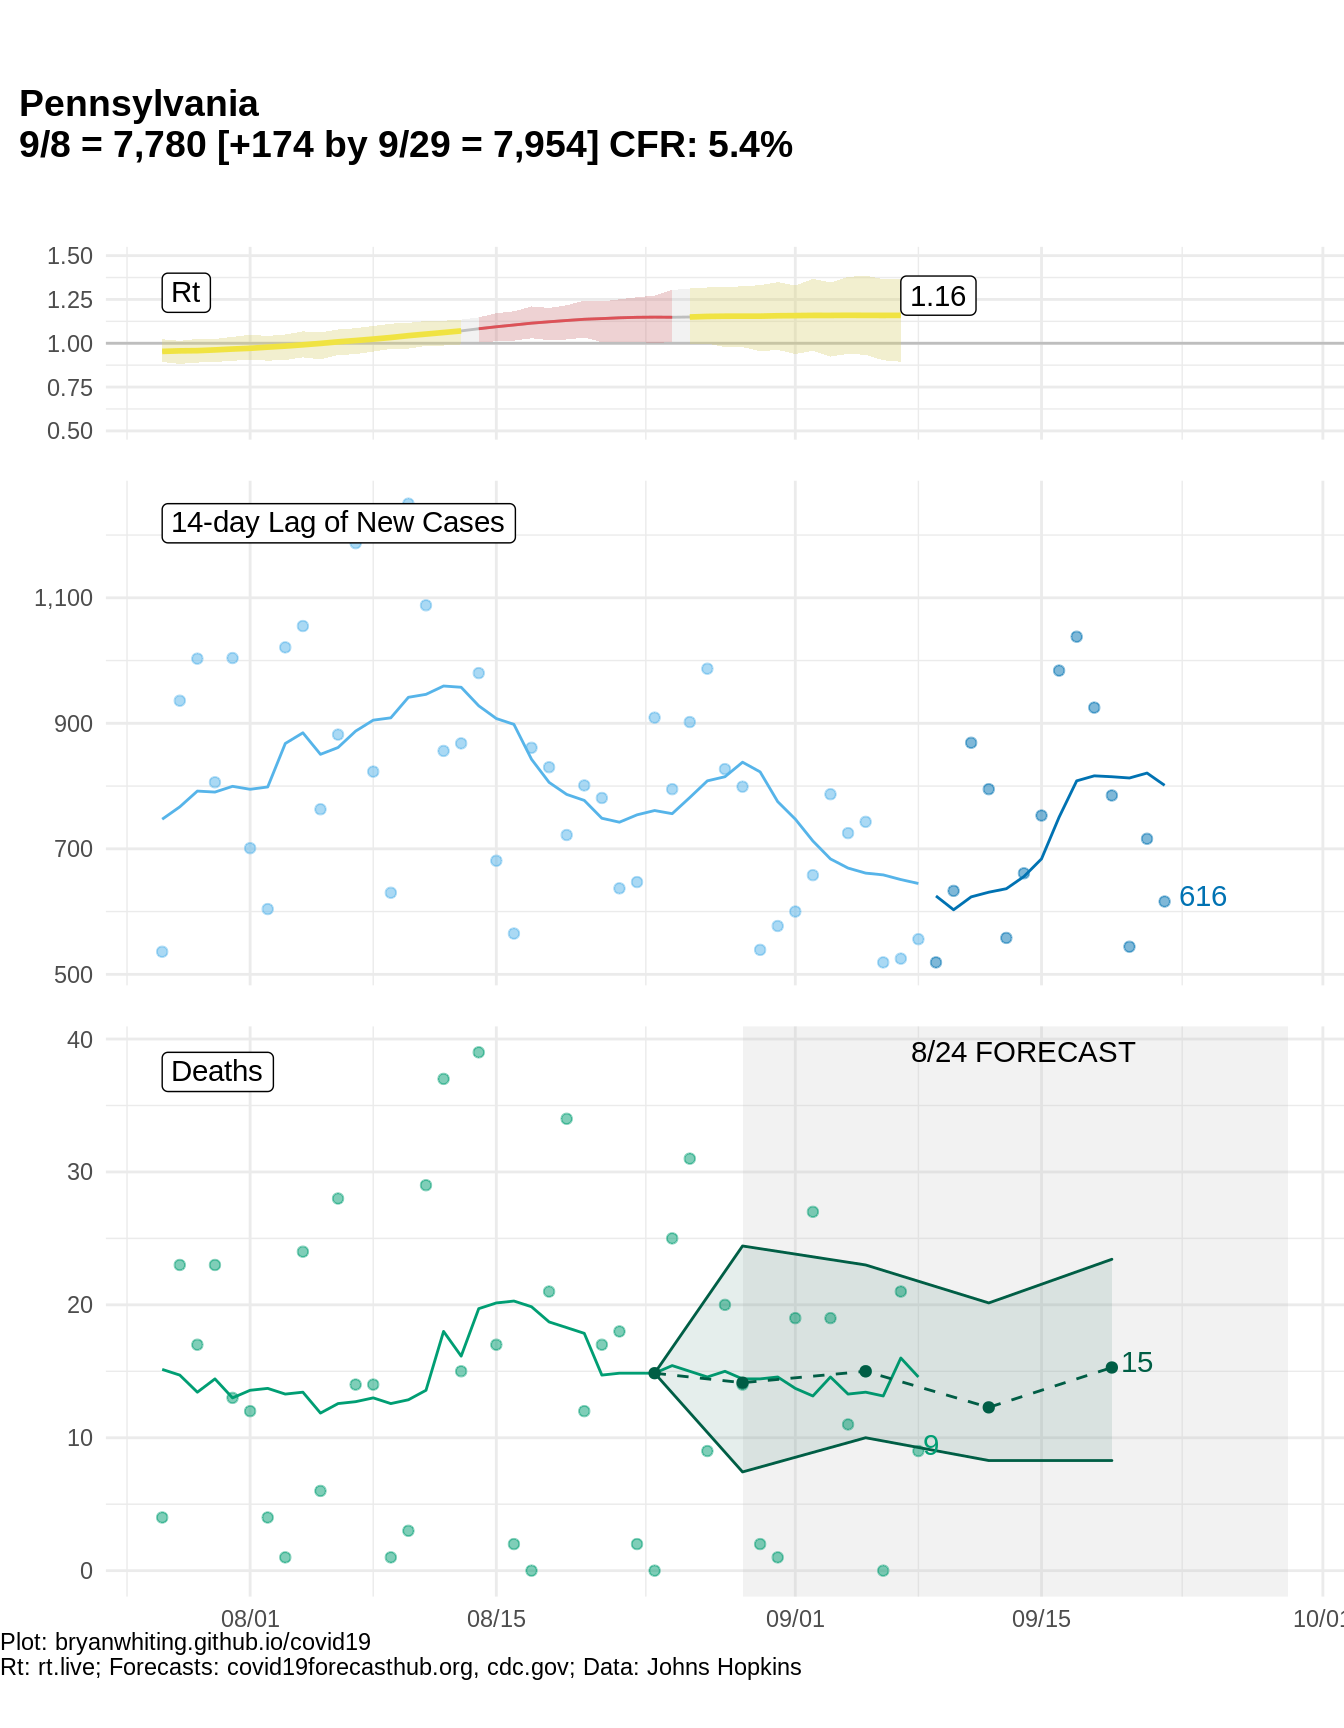 Pennsylvania
9/8 = 7,780 [+174 by 9/29 = 7,954] CFR: 5.4%
1.50
1.25
1.00
0.75
0.50
Rt
1.16
14-day Lag of New Cases
1,100
900
700
500
616
40
30
20
10
0
Deaths
8/24 FORECAST
15
9
08/01
08/15
09/01
09/15
10/01
Plot: bryanwhiting.github.io/covid19
Rt: rt.live; Forecasts: covid19forecasthub.org, cdc.gov; Data: Johns Hopkins